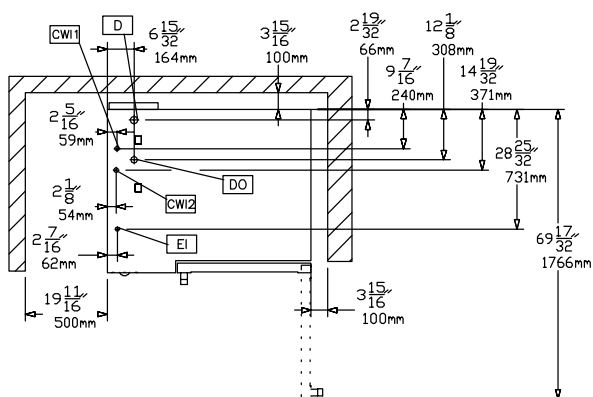 CWI1
D
6 15/32″
164mm
3 15/16″
100mm
2 19/32″
66mm
12 1/8″
308mm
9 7/16″
240mm
14 19/32″
371mm
2 5/16″
59mm
28 25/32″
731mm
DO
2 1/8″
54mm
CWI2
2 7/16″
62mm
EI
69 17/32″
1766mm
19 11/16″
500mm
3 15/16″
100mm